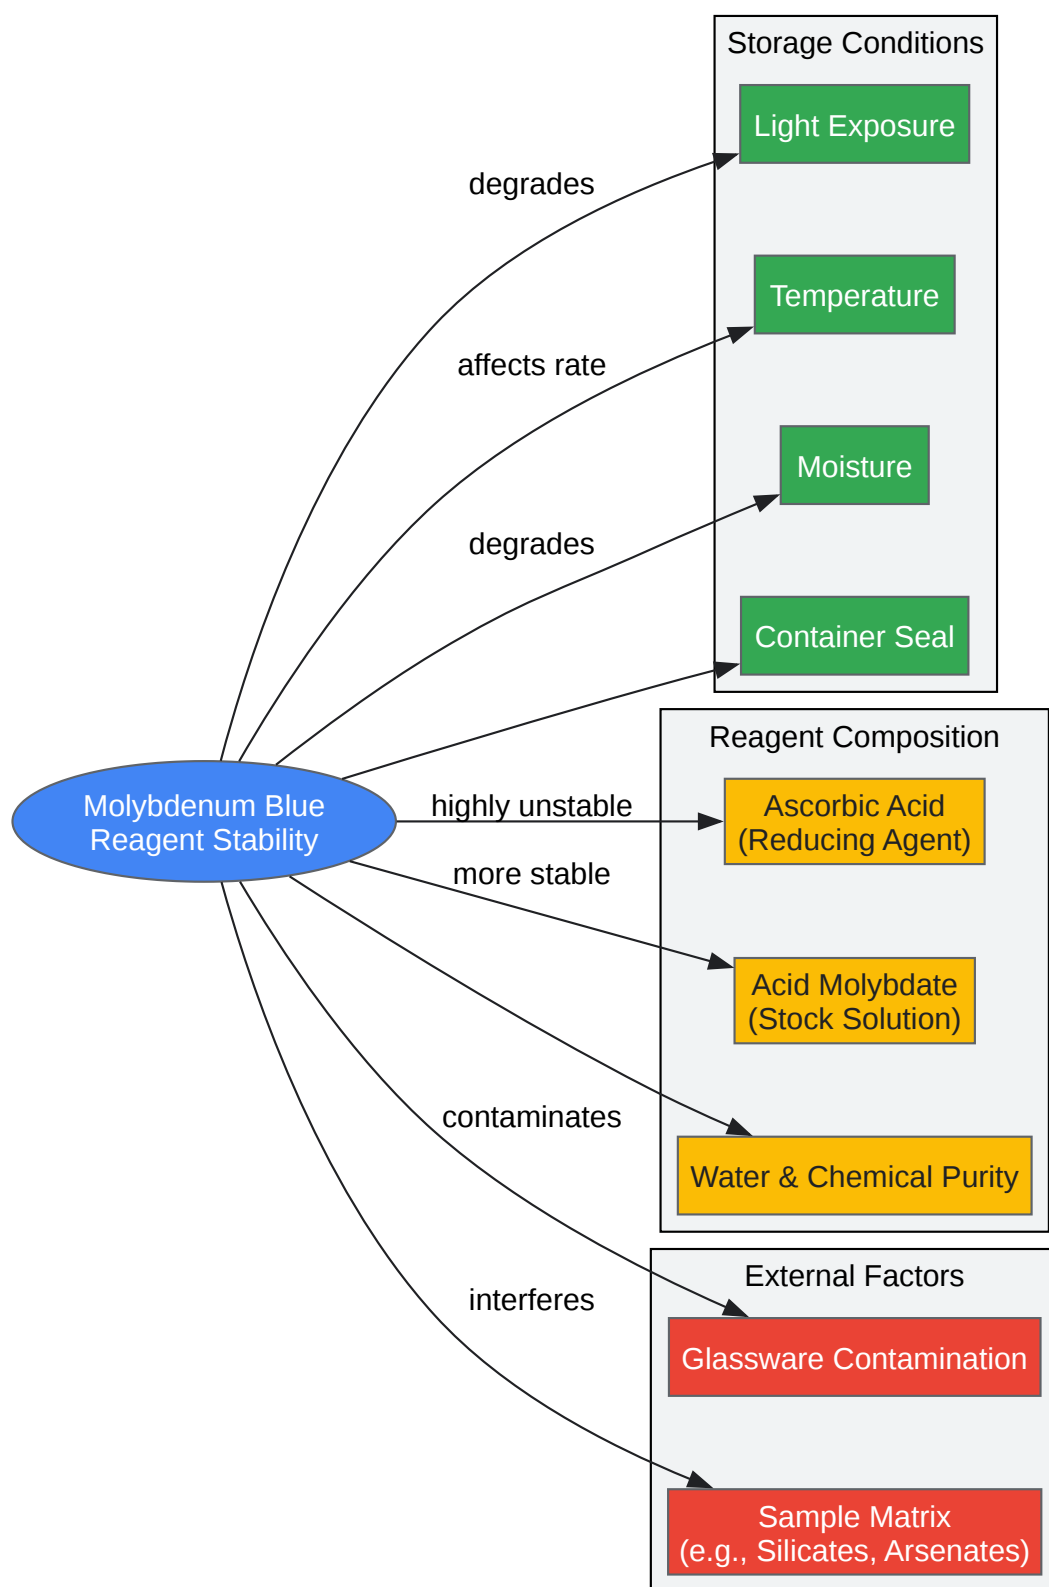 Storage Conditions
Light Exposure
degrades
Temperature
affects rate
Moisture
degrades
Container Seal
Reagent Composition
Molybdenum Blue
Reagent Stability
highly unstable
Ascorbic Acid
(Reducing Agent)
more stable
Acid Molybdate
(Stock Solution)
contaminates
Water & Chemical Purity
External Factors
interferes
Glassware Contamination
Sample Matrix
(e.g., Silicates, Arsenates)